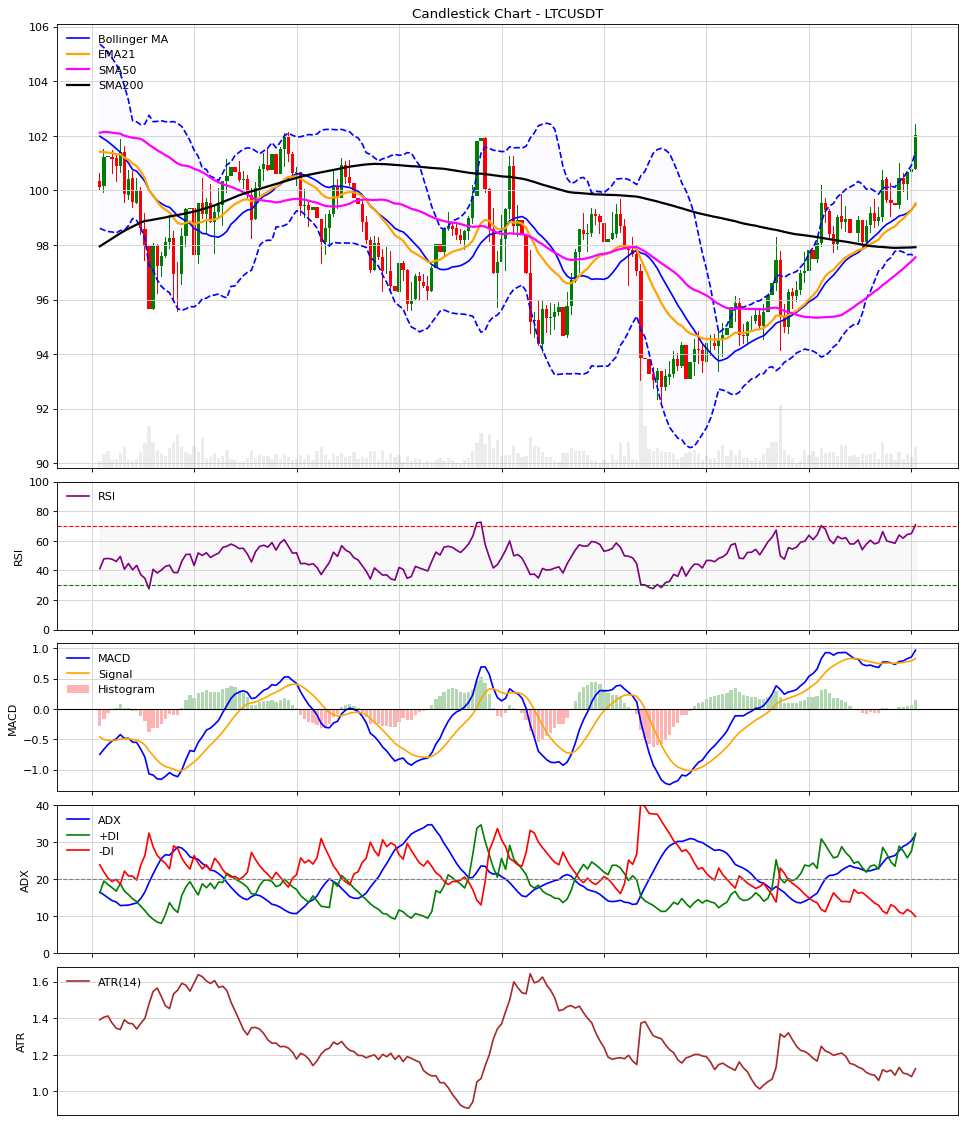 Candlestick Chart - LTCUSDT
106
104
102
100
98
96
94
92
90
Bollinger MA
EMA21
SMA50
SMA200
100
80
60
40
20
0
RSI
RSI
1.0
0.5
0.0
−0.5
−1.0
MACD
MACD
Signal
Histogram
40
30
20
10
0
ADX
ADX
+DI
-DI
1.6
1.4
1.2
1.0
ATR
ATR(14)